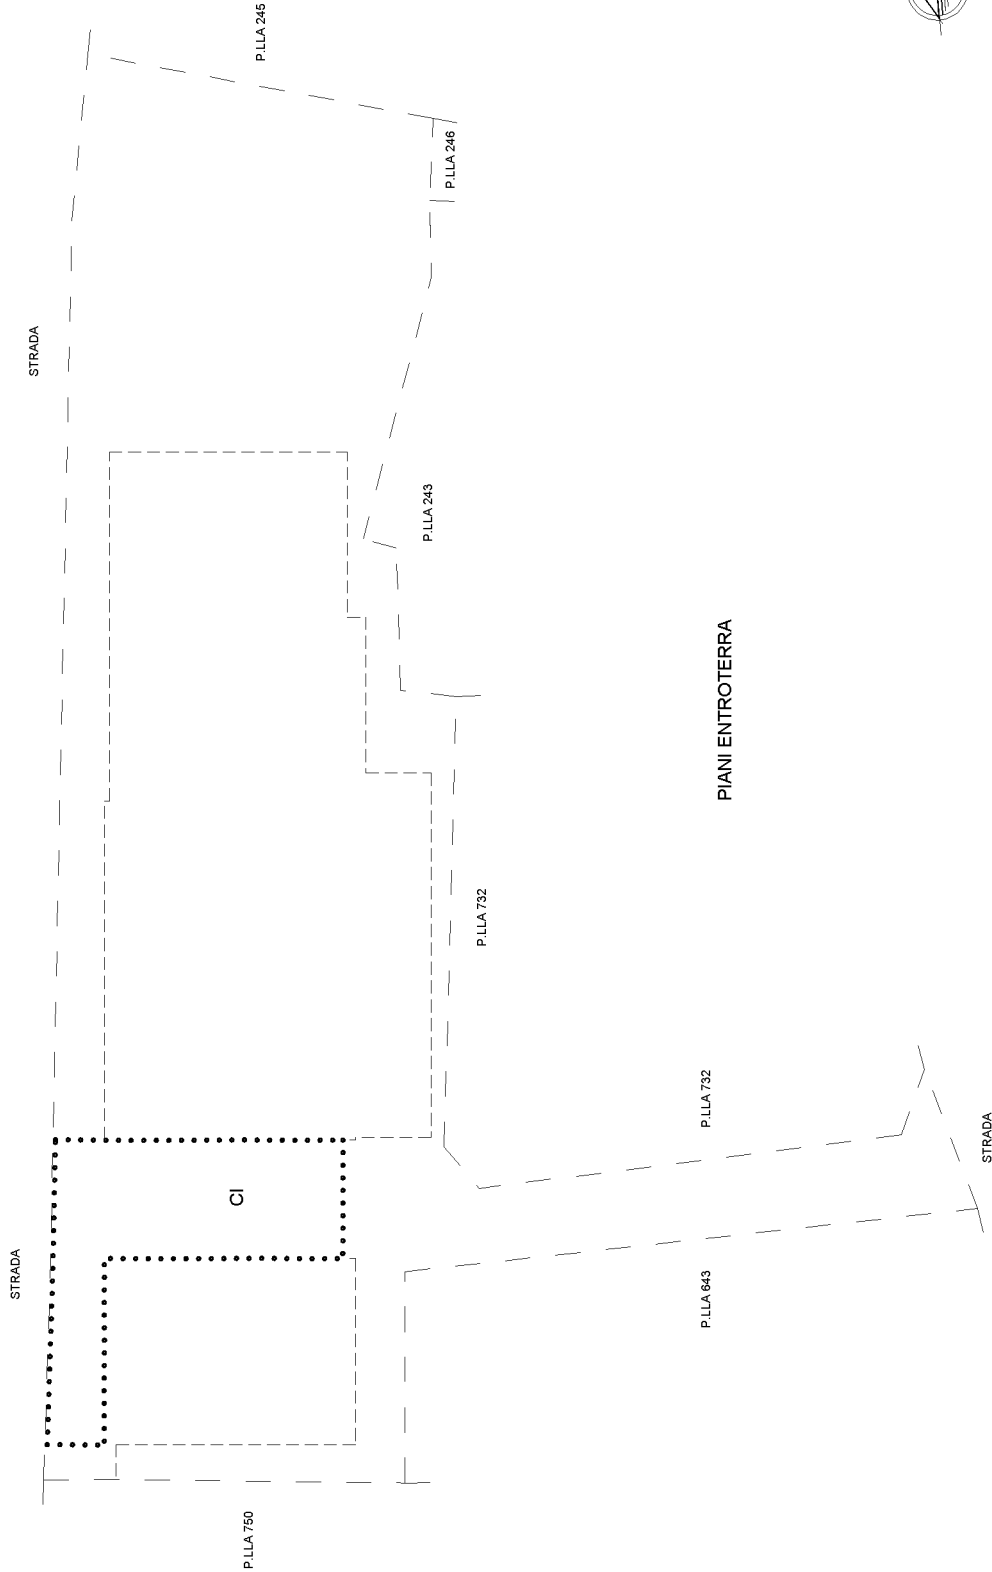 P.LLA 245
P.LLA 246
STRADA
P.LLA 243
PIANI ENTROTERRA
P.LLA 732
P.LLA 732
STRADA
CI
STRADA
P.LLA 643
P.LLA 750